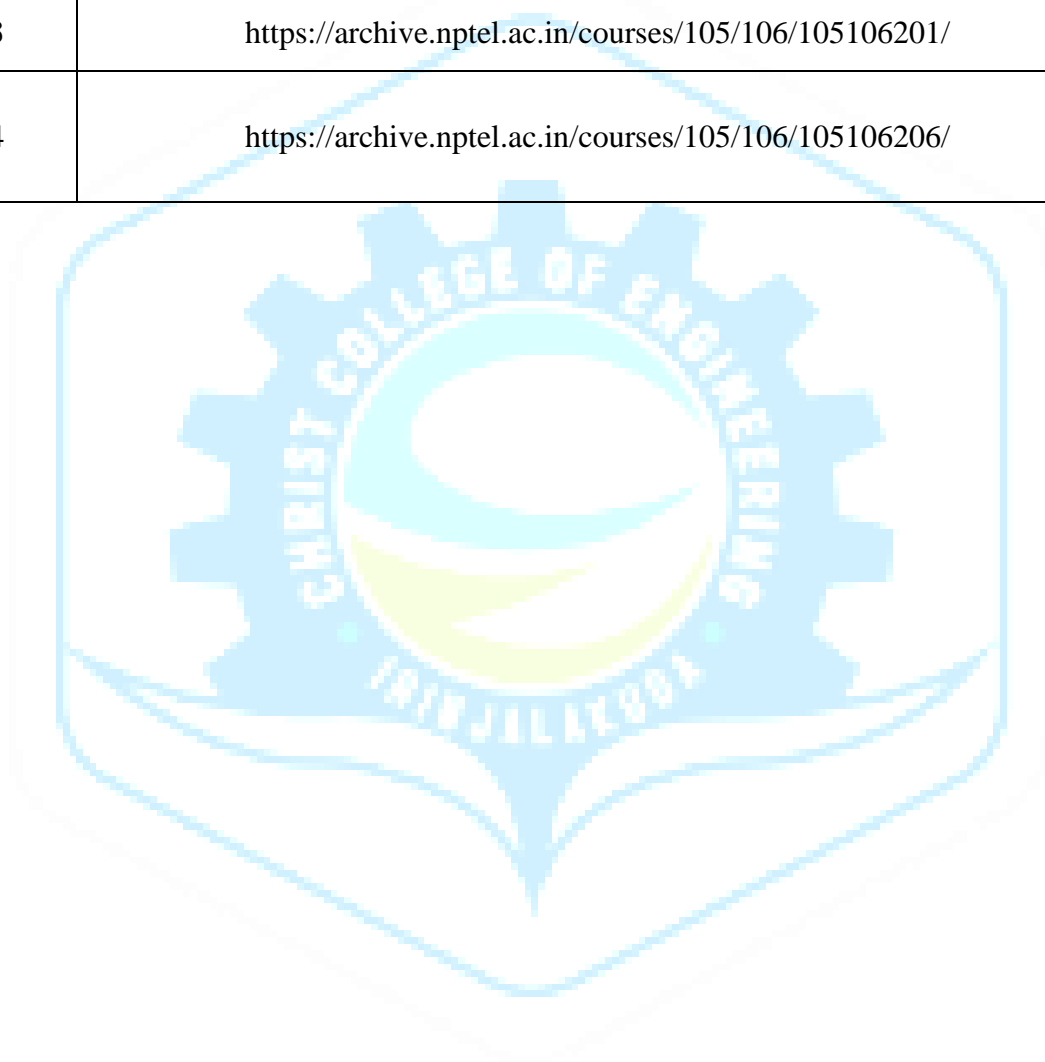 3 https://archive.nptel.ac.in/courses/105/106/105106201/
4 https://archive.nptel.ac.in/courses/105/106/105106206/
CHRIST COLLEGE OF ENGINEERING
IRINJALAKUDA